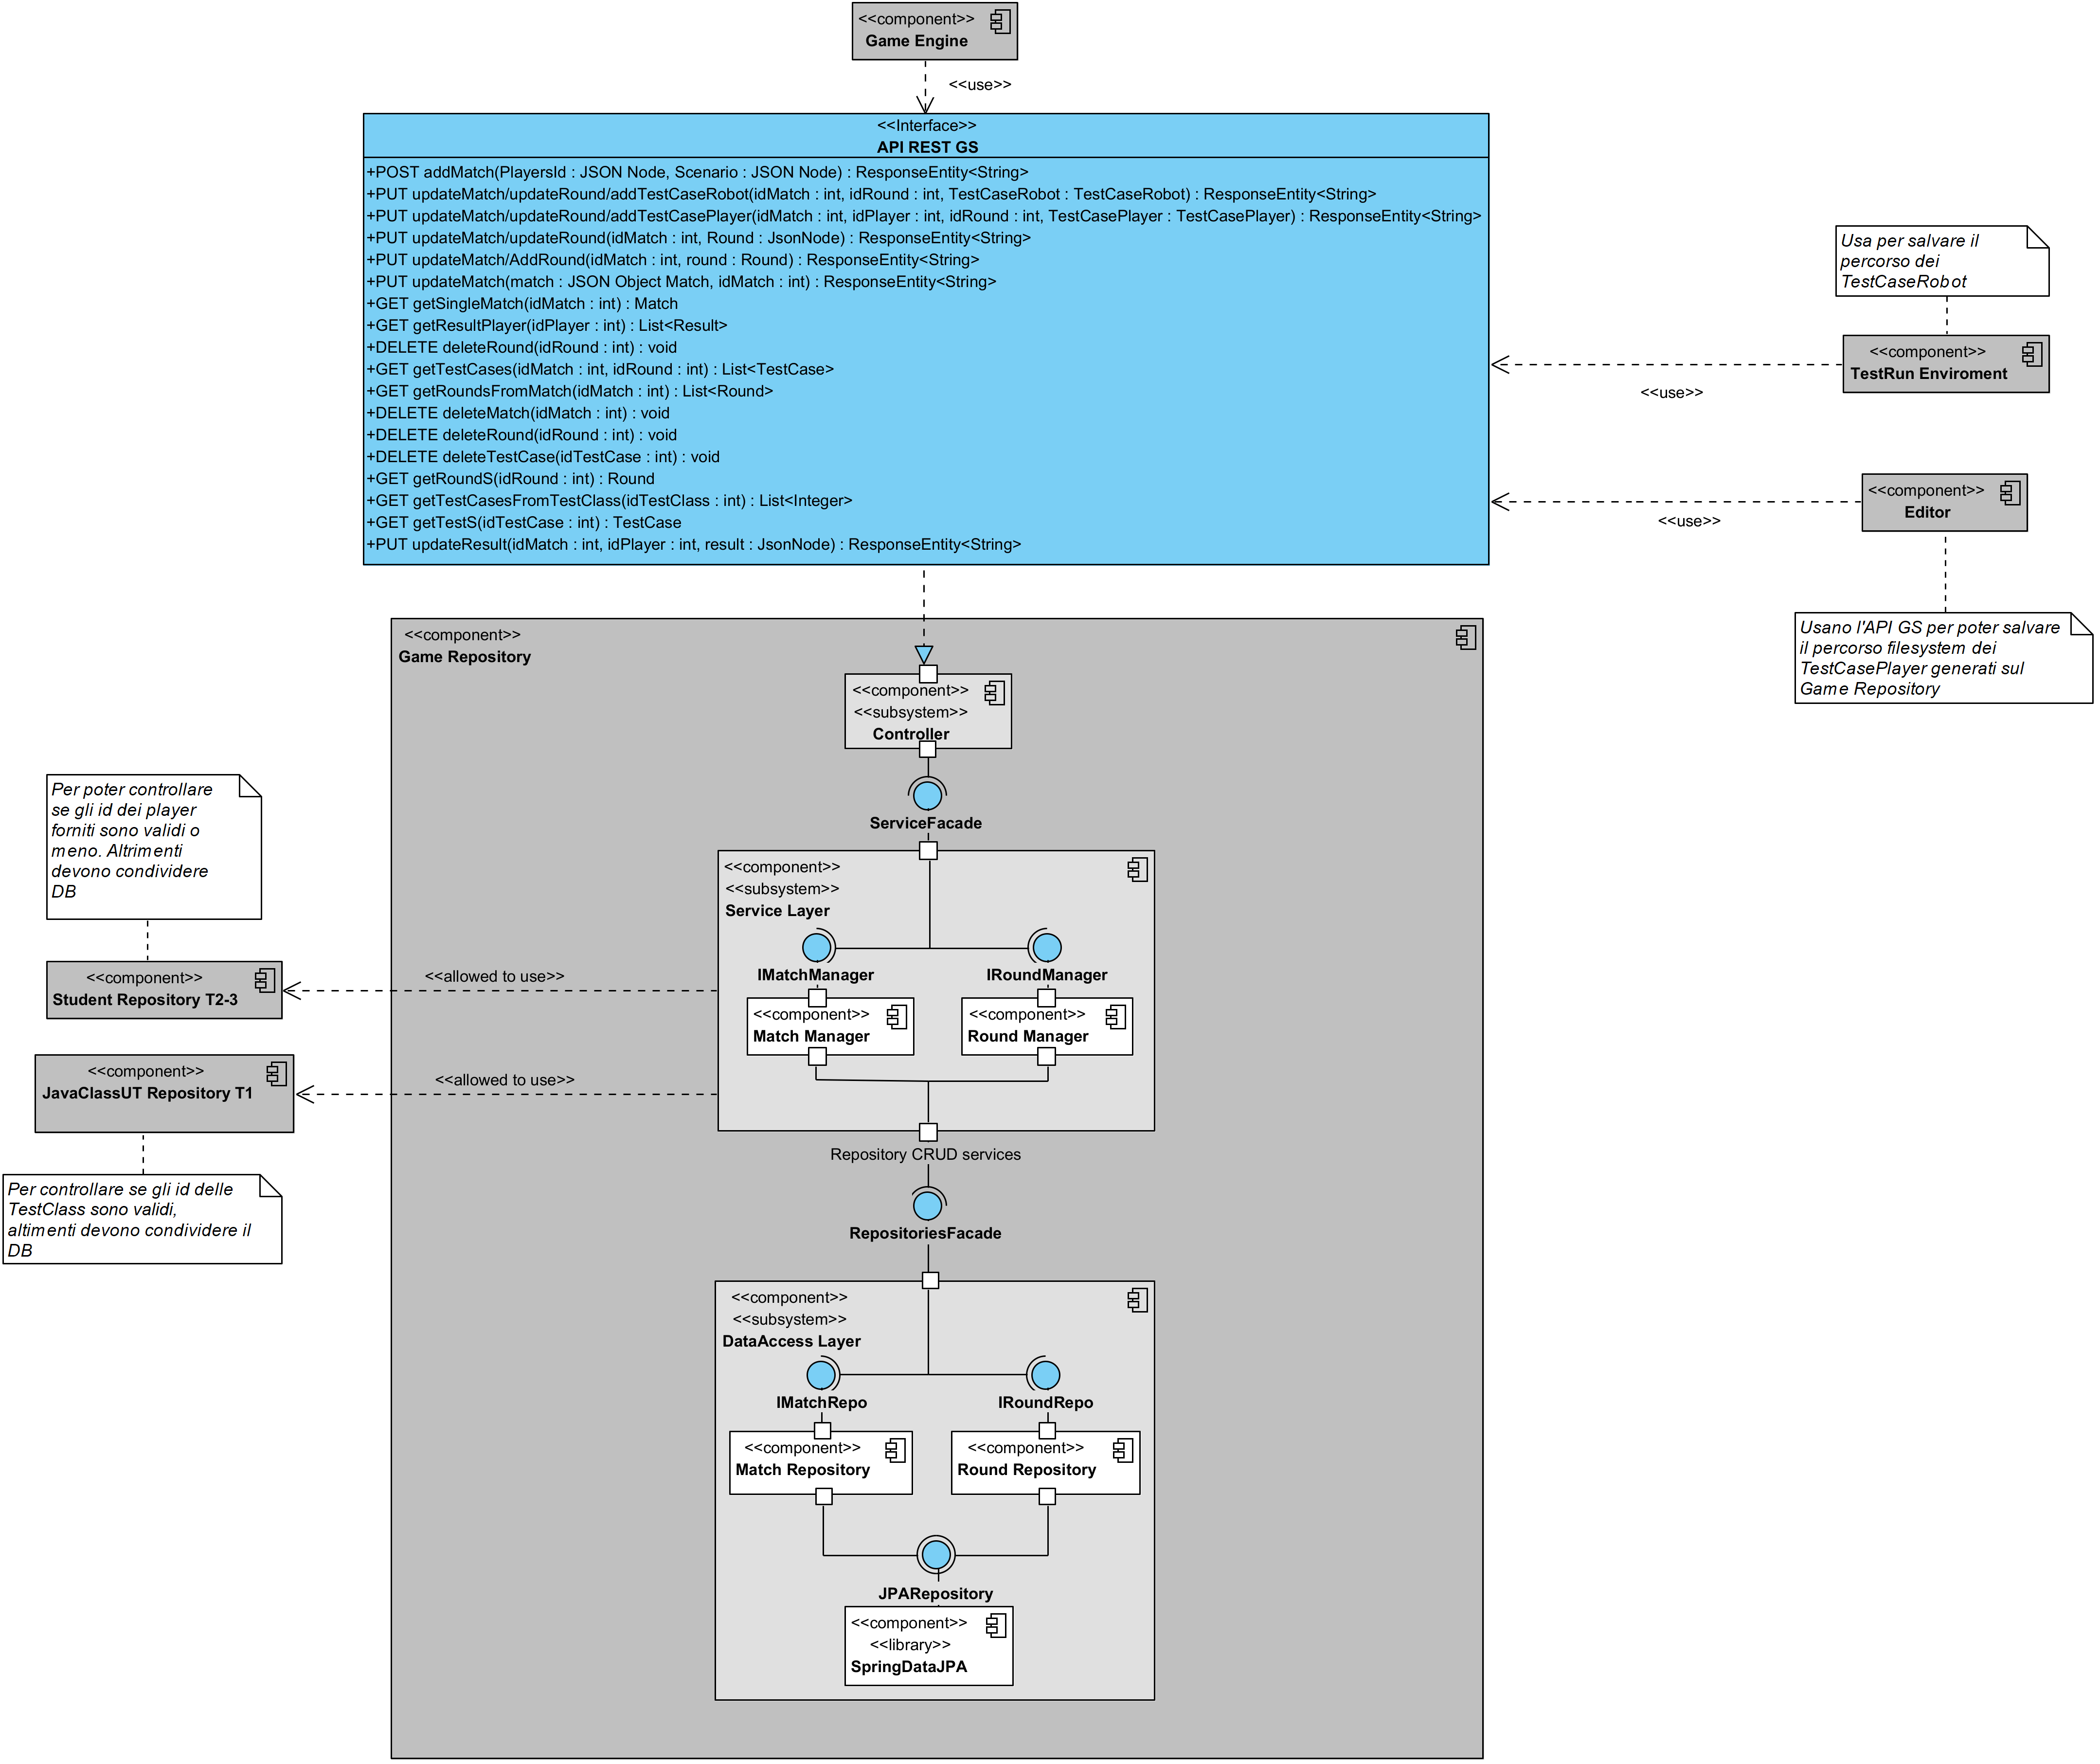 <<component>>
Game Engine
<<use>>
<<Interface>>
API REST GS
+POST addMatch(PlayersId : JSON Node, Scenario : JSON Node) : ResponseEntity<String>
+PUT updateMatch/updateRound/addTestCaseRobot(idMatch : int, idRound : int, TestCaseRobot : TestCaseRobot) : ResponseEntity<String>
+PUT updateMatch/updateRound/addTestCasePlayer(idMatch : int, idPlayer : int, idRound : int, TestCasePlayer : TestCasePlayer) : ResponseEntity<String>
+PUT updateMatch/updateRound(idMatch : int, Round : JsonNode) : ResponseEntity<String>
+PUT updateMatch/AddRound(idMatch : int, round : Round) : ResponseEntity<String>
+PUT updateMatch(match : JSON Object Match, idMatch : int) : ResponseEntity<String>
+GET getSingleMatch(idMatch : int) : Match
+GET getResultPlayer(idPlayer : int) : List<Result>
+DELETE deleteRound(idRound : int) : void
+GET getTestCases(idMatch : int, idRound : int) : List<TestCase>
+GET getRoundsFromMatch(idMatch : int) : List<Round>
+DELETE deleteMatch(idMatch : int) : void
+DELETE deleteRound(idRound : int) : void
+DELETE deleteTestCase(idTestCase : int) : void
+GET getRoundS(idRound : int) : Round
+GET getTestCasesFromTestClass(idTestClass : int) : List<Integer>
+GET getTestS(idTestCase : int) : TestCase
+PUT updateResult(idMatch : int, idPlayer : int, result : JsonNode) : ResponseEntity<String>
Usa per salvare il
percorso dei
TestCaseRobot
<<component>>
TestRun Enviroment
<<use>>
<<component>>
Editor
<<use>>
Usano l'API GS per poter salvare
il percorso filesystem dei
TestCasePlayer generati sul
Game Repository
<<component>>
Game Repository
<<component>>
<<subsystem>>
Controller
ServiceFacade
<<component>>
<<subsystem>>
Service Layer
IMatchManager
IRoundManager
<<component>>
Match Manager
<<component>>
Round Manager
Per poter controllare
se gli id dei player
forniti sono validi o
meno. Altrimenti
devono condividere
DB
<<component>>
Student Repository T2-3
<<allowed to use>>
<<component>>
JavaClassUT Repository T1
<<allowed to use>>
Per controllare se gli id delle
TestClass sono validi,
altimenti devono condividere il
DB
Repository CRUD services
RepositoriesFacade
<<component>>
<<subsystem>>
DataAccess Layer
IMatchRepo
IRoundRepo
<<component>>
Match Repository
<<component>>
Round Repository
JPARepository
<<component>>
<<library>>
SpringDataJPA